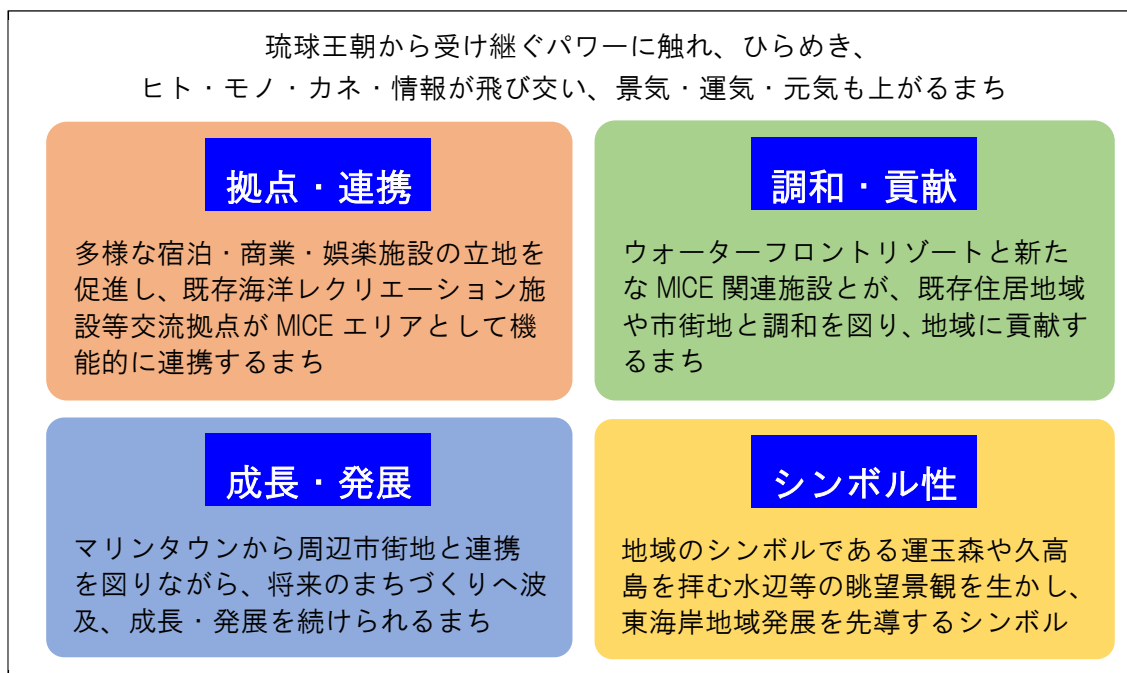 琉球王朝から受け継ぐパワーに触れ、ひらめき、
ヒト・モノ・カネ・情報が飛び交い、景気・運気・元気も上がるまち
拠点・連携
多様な宿泊・商業・娯楽施設の立地を
促進し、既存海洋レクリエーション施
設等交流拠点が MICE エリアとして機
能的に連携するまち
調和・貢献
ウォーターフロントリゾートと新た
な MICE 関連施設とが、既存住居地域
や市街地と調和を図り、地域に貢献す
るまち
成長・発展
マリンタウンから周辺市街地と連携
を図りながら、将来のまちづくりへ波
及、成長・発展を続けられるまち
シンボル性
地域のシンボルである運玉森や久高
島を拝む水辺等の眺望景観を生かし、
東海岸地域発展を先導するシンボル